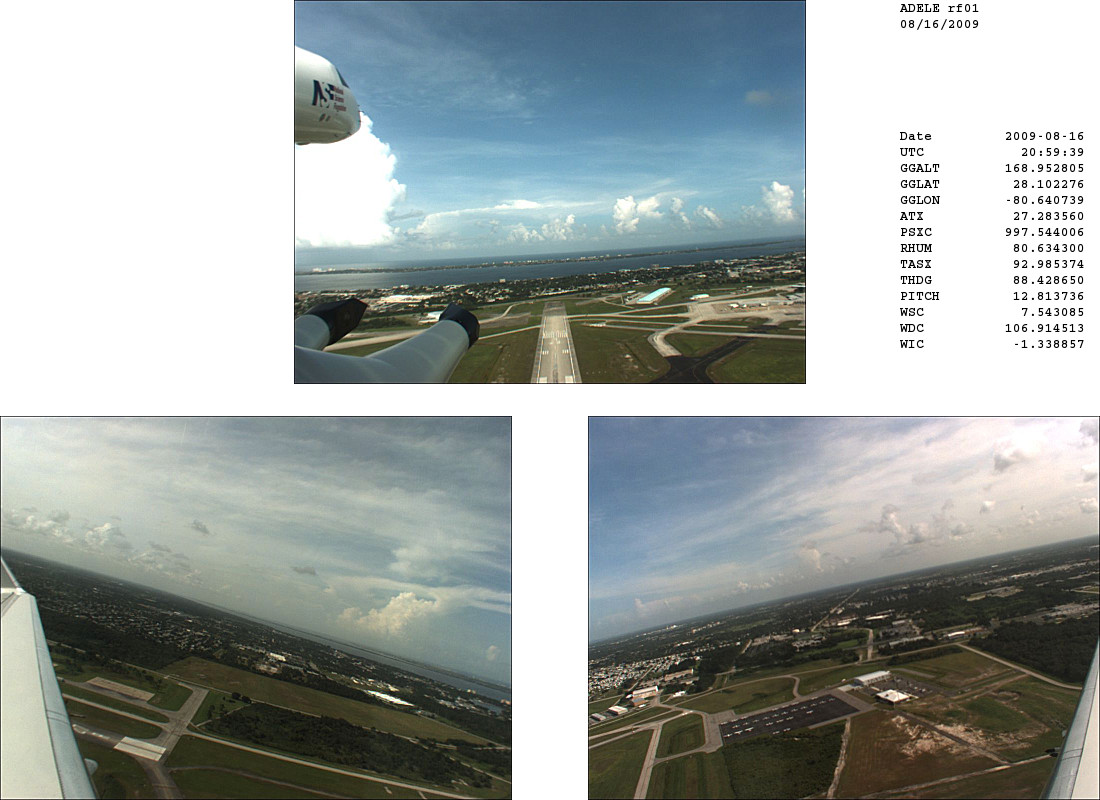 ADELE rf01
08/16/2009
Date 2009-08-16
UTC 20:59:39
GGALT 168.952805
GGLAT 28.102276
GGLON -80.640739
ATX 27.283560
PSXC 997.544006
RHUM 80.634300
TASX 92.985374
THDG 88.428650
PITCH 12.813736
WSC 7.543085
WDC 106.914513
WIC -1.338857